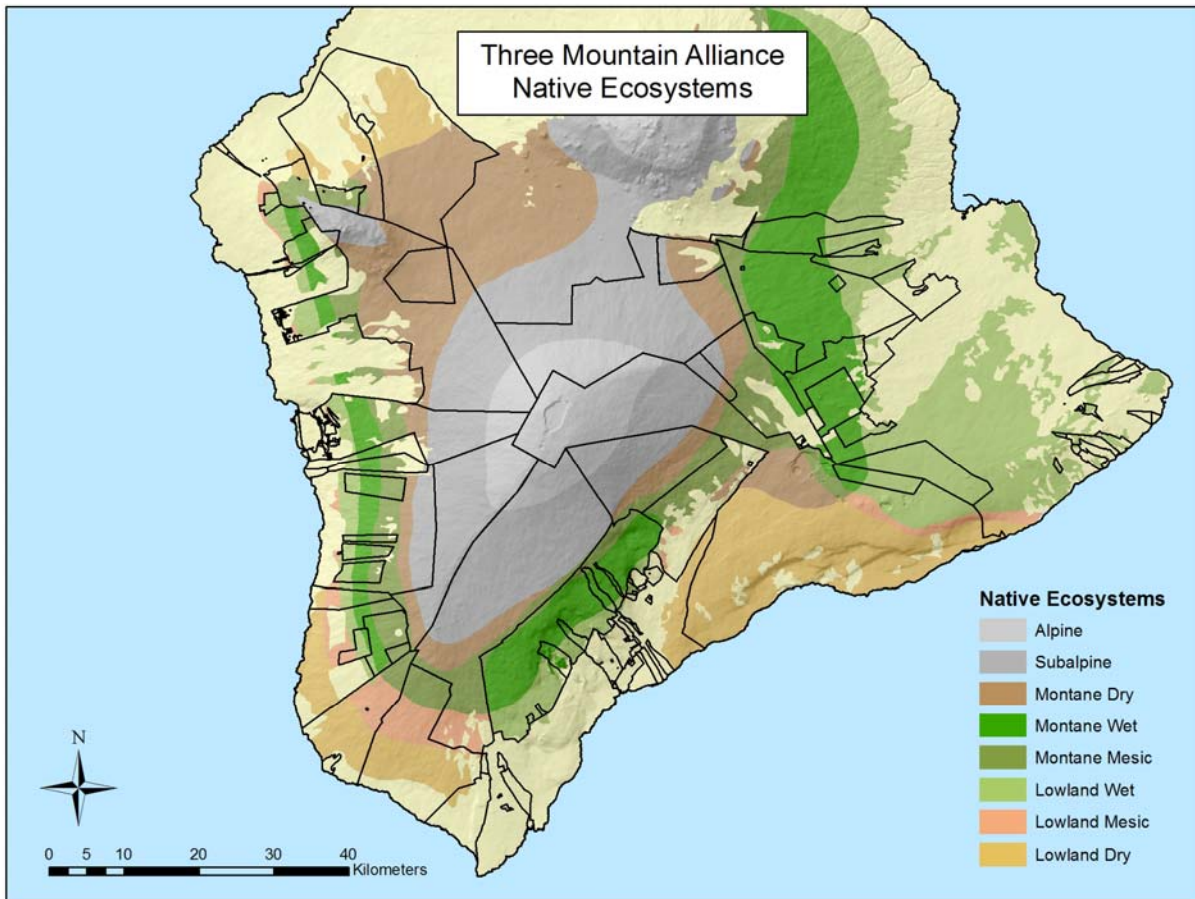 Three Mountain Alliance
Native Ecosystems
Native Ecosystems
Alpine
Subalpine
Montane Dry
Montane Wet
Montane Mesic
Lowland Wet
Lowland Mesic
Lowland Dry
N
0 5 10 20 30 40
Kilometers